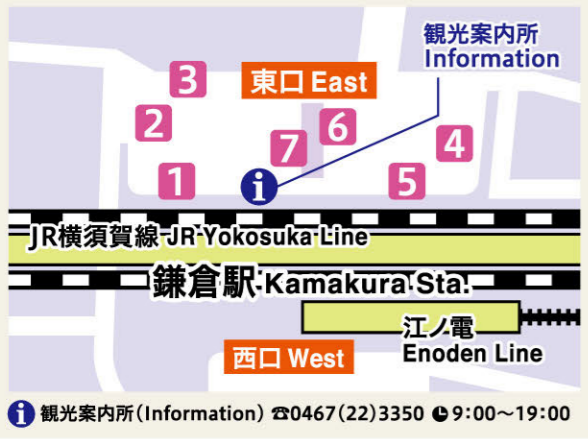 観光案内所
Information
3
東口 East
2
6
7
4
1
5
JR横須賀線 JR Yokosuka Line
鎌倉駅 Kamakura Sta.
江ノ電
Enoden Line
西口 West
観光案内所(Information) ☎0467(22)3350 9:00〜19:00